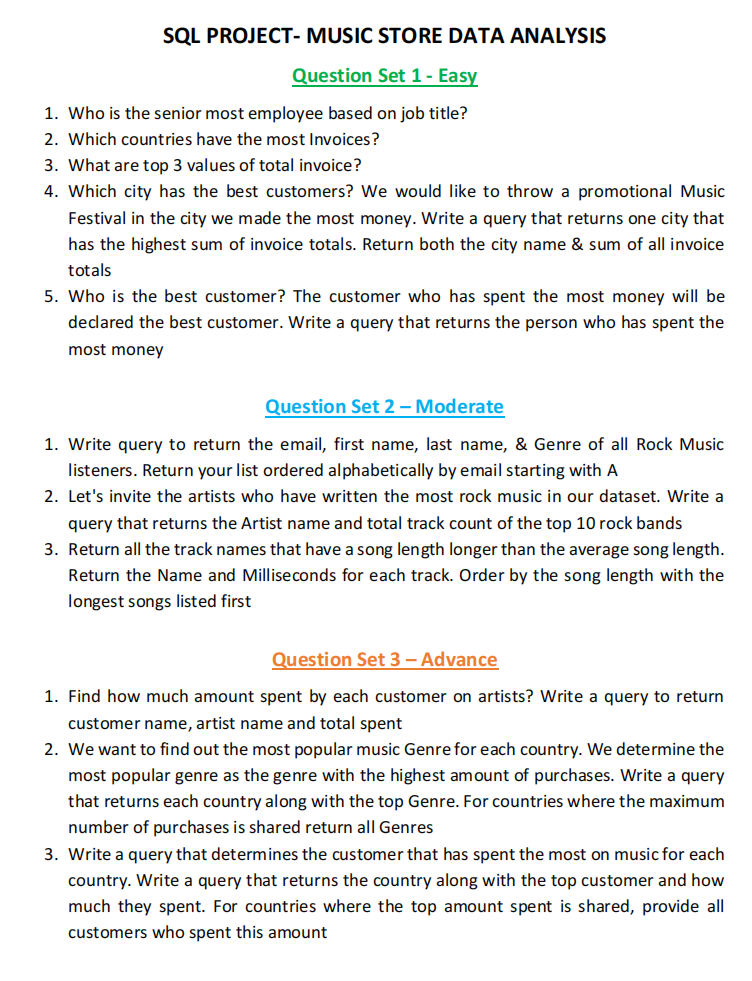 SQL PROJECT- MUSIC STORE DATA ANALYSIS
Question Set 1 - Easy
1. Who is the senior most employee based on job title?
2. Which countries have the most Invoices?
3. What are top 3 values of total invoice?
4. Which city has the best customers? We would like to throw a promotional Music
Festival in the city we made the most money. Write a query that returns one city that
has the highest sum of invoice totals. Return both the city name & sum of all invoice
totals
5. Who is the best customer? The customer who has spent the most money will be
declared the best customer. Write a query that returns the person who has spent the
most money
Question Set 2 – Moderate
1. Write query to return the email, first name, last name, & Genre of all Rock Music
listeners. Return your list ordered alphabetically by email starting with A
2. Let's invite the artists who have written the most rock music in our dataset. Write a
query that returns the Artist name and total track count of the top 10 rock bands
3. Return all the track names that have a song length longer than the average song length.
Return the Name and Milliseconds for each track. Order by the song length with the
longest songs listed first
Question Set 3 – Advance
1. Find how much amount spent by each customer on artists? Write a query to return
customer name, artist name and total spent
2. We want to find out the most popular music Genre for each country. We determine the
most popular genre as the genre with the highest amount of purchases. Write a query
that returns each country along with the top Genre. For countries where the maximum
number of purchases is shared return all Genres
3. Write a query that determines the customer that has spent the most on music for each
country. Write a query that returns the country along with the top customer and how
much they spent. For countries where the top amount spent is shared, provide all
customers who spent this amount